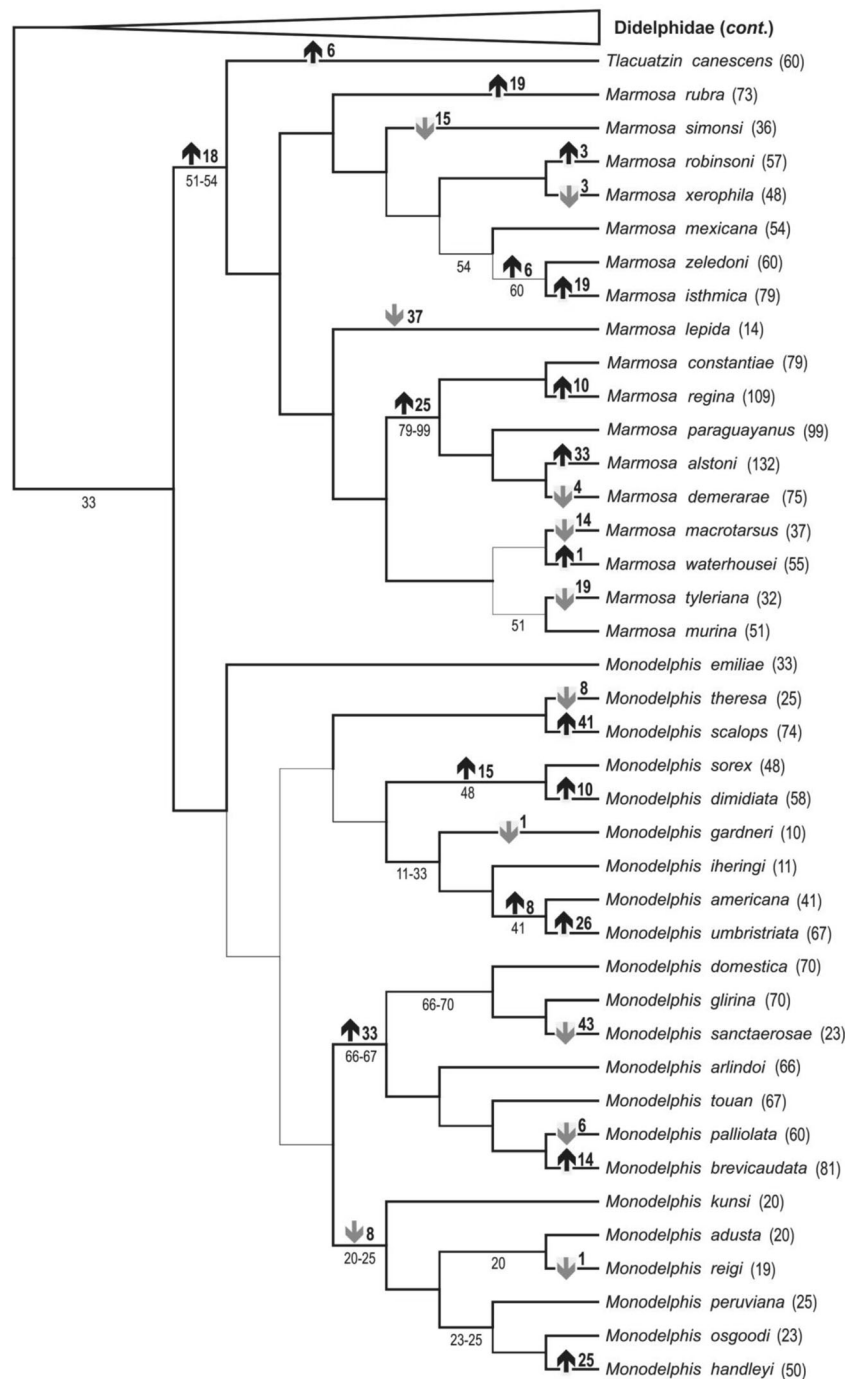 Didelphidae (cont.)
6
Tlacuatzin canescens (60)
19
Marmosa rubra (73)
15
Marmosa simonsi (36)
18
51-54
3
Marmosa robinsoni (57)
3
Marmosa xerophila (48)
Marmosa mexicana (54)
54
6
60
Marmosa zeledoni (60)
19
Marmosa isthmica (79)
37
Marmosa lepida (14)
Marmosa constantiae (79)
25
79-99
10
Marmosa regina (109)
Marmosa paraguayanus (99)
33
Marmosa alstoni (132)
33
4
Marmosa demerarae (75)
14
Marmosa macrotarsus (37)
1
Marmosa waterhousei (55)
19
Marmosa tyleriana (32)
51
Marmosa murina (51)
Monodelphis emiliae (33)
8
Monodelphis theresa (25)
41
Monodelphis scalops (74)
15
48
Monodelphis sorex (48)
10
Monodelphis dimidiata (58)
1
Monodelphis gardneri (10)
11-33
Monodelphis iheringi (11)
8
41
Monodelphis americana (41)
26
Monodelphis umbristriata (67)
Monodelphis domestica (70)
66-70
Monodelphis glirina (70)
33
66-67
43
Monodelphis sanctaerosae (23)
Monodelphis arlindoi (66)
Monodelphis touan (67)
6
Monodelphis palliolata (60)
14
Monodelphis brevicaudata (81)
Monodelphis kunsi (20)
8
20-25
Monodelphis adusta (20)
20
1
Monodelphis reigi (19)
Monodelphis peruviana (25)
23-25
Monodelphis osgoodi (23)
25
Monodelphis handleyi (50)